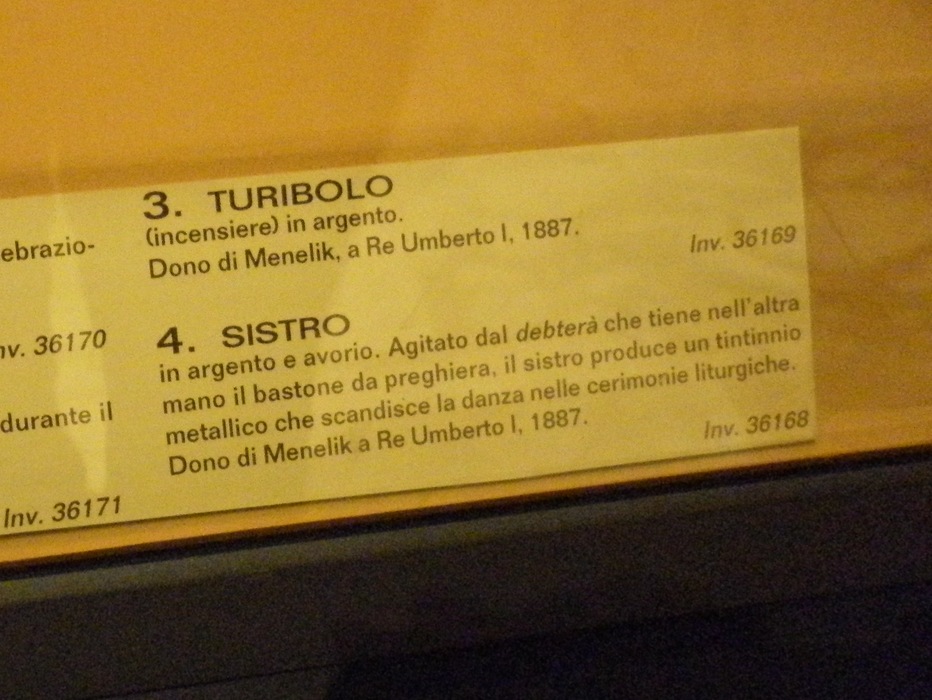 ebrazio-
nv. 36170
durante il
Inv. 36171
3. TURIBOLO
(incensiere) in argento.
Dono di Menelik, a Re Umberto I, 1887.
Inv. 36169
4. SISTRO
in argento e avorio. Agitato dal debterà che tiene nell'altra
mano il bastone da preghiera, il sistro produce un tintinnio
metallico che scandisce la danza nelle cerimonie liturgiche.
Dono di Menelik a Re Umberto I, 1887.
Inv. 36168